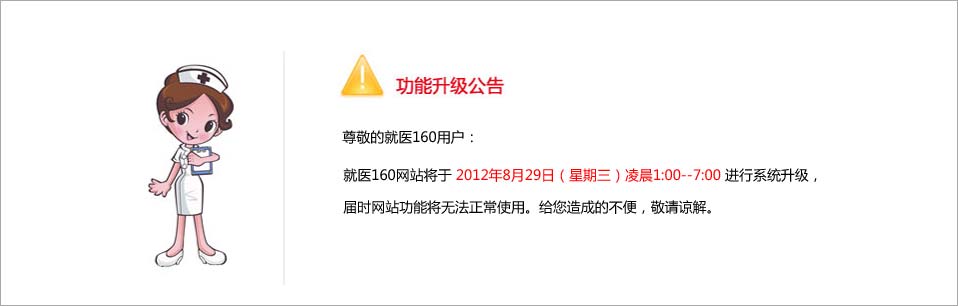 功能升级公告
尊敬的就医160用户：
就医160网站将于 2012年8月29日（星期三）凌晨1:00--7:00 进行系统升级，
届时网站功能将无法正常使用。给您造成的不便，敬请谅解。